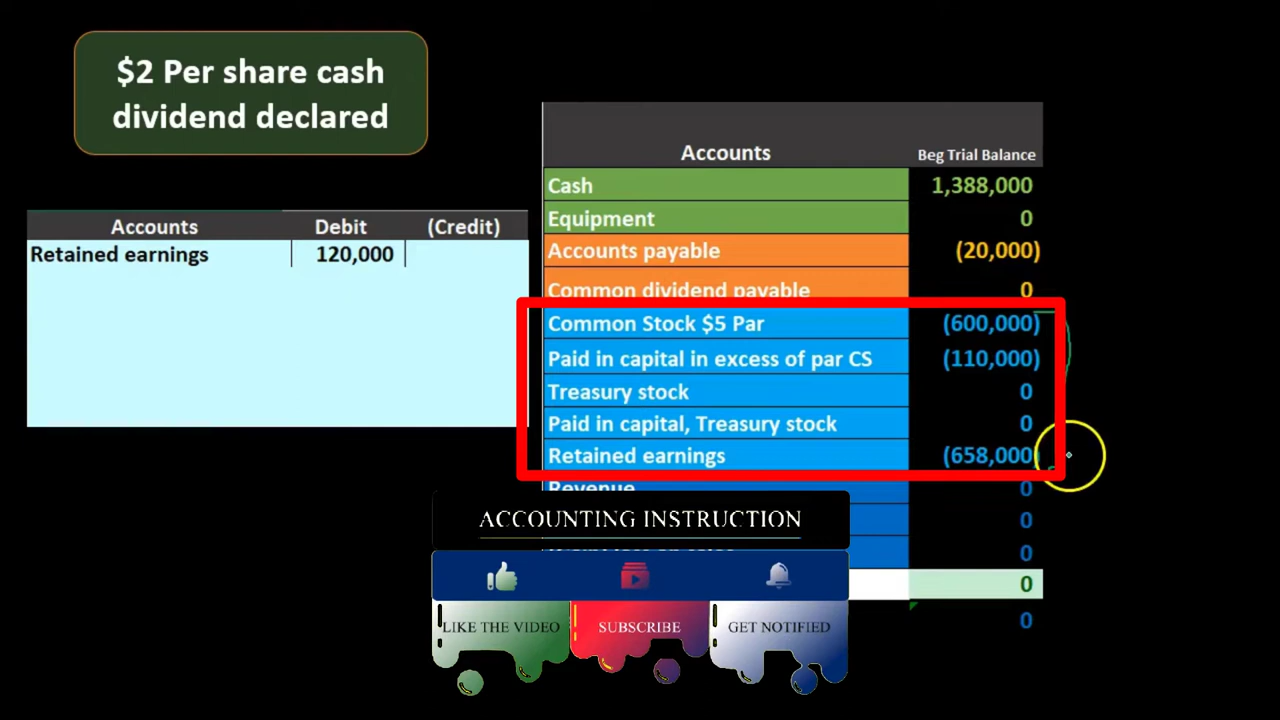 $2 Per share cash
dividend declared
Accounts Debit (Credit)
Retained earnings 120,000
Accounts Beg Trial Balance
Cash 1,388,000
Equipment 0
Accounts payable (20,000)
Common dividend payable 0
Common Stock $5 Par (600,000)
Paid in capital in excess of par CS (110,000)
Treasury stock 0
Paid in capital, Treasury stock 0
Retained earnings (658,000)
Revenue 0
0
0
0
0
ACCOUNTING INSTRUCTION
LIKE THE VIDEO SUBSCRIBE GET NOTIFIED